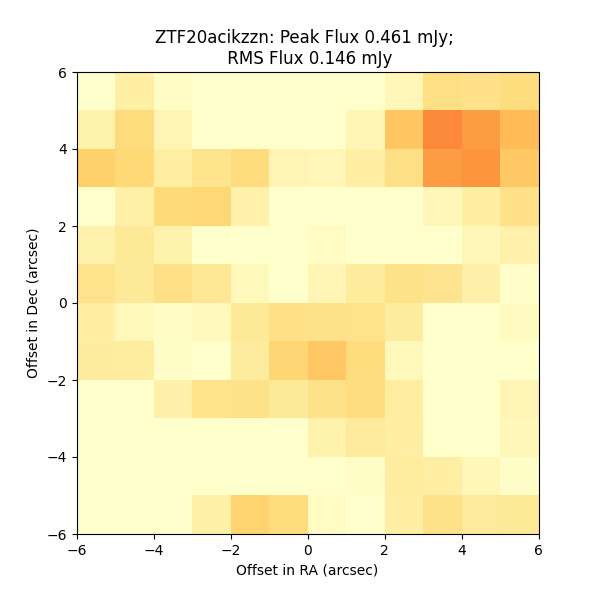 ZTF20acikzzn: Peak Flux 0.461 mJy;
RMS Flux 0.146 mJy
6
4
2
0
−2
−4
−6
Offset in Dec (arcsec)
−6 −4 −2 0 2 4 6
Offset in RA (arcsec)